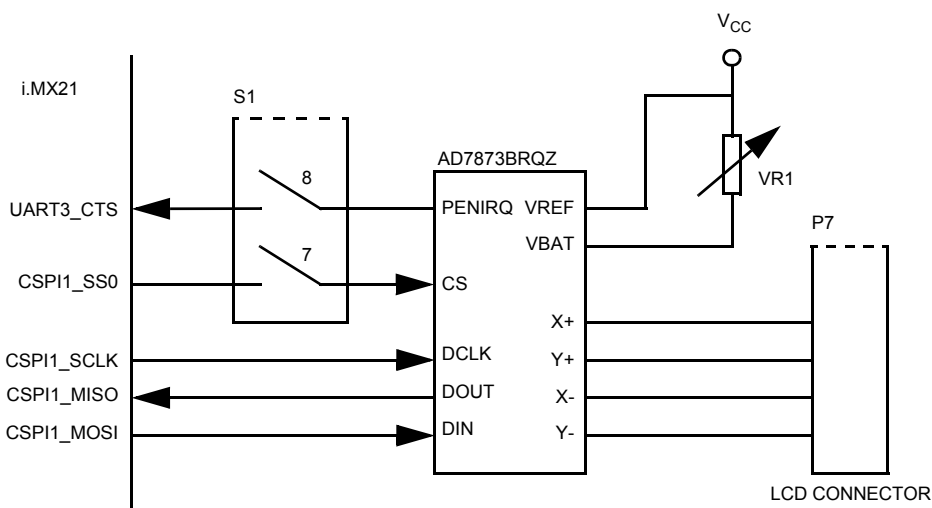 V_CC
i.MX21
S1
AD7873BRQZ
VR1
8
UART3_CTS
PENIRQ VREF
P7
VBAT
7
CSPI1_SS0
CS
X+
CSPI1_SCLK
DCLK
Y+
CSPI1_MISO
DOUT
X-
CSPI1_MOSI
DIN
Y-
LCD CONNECTOR